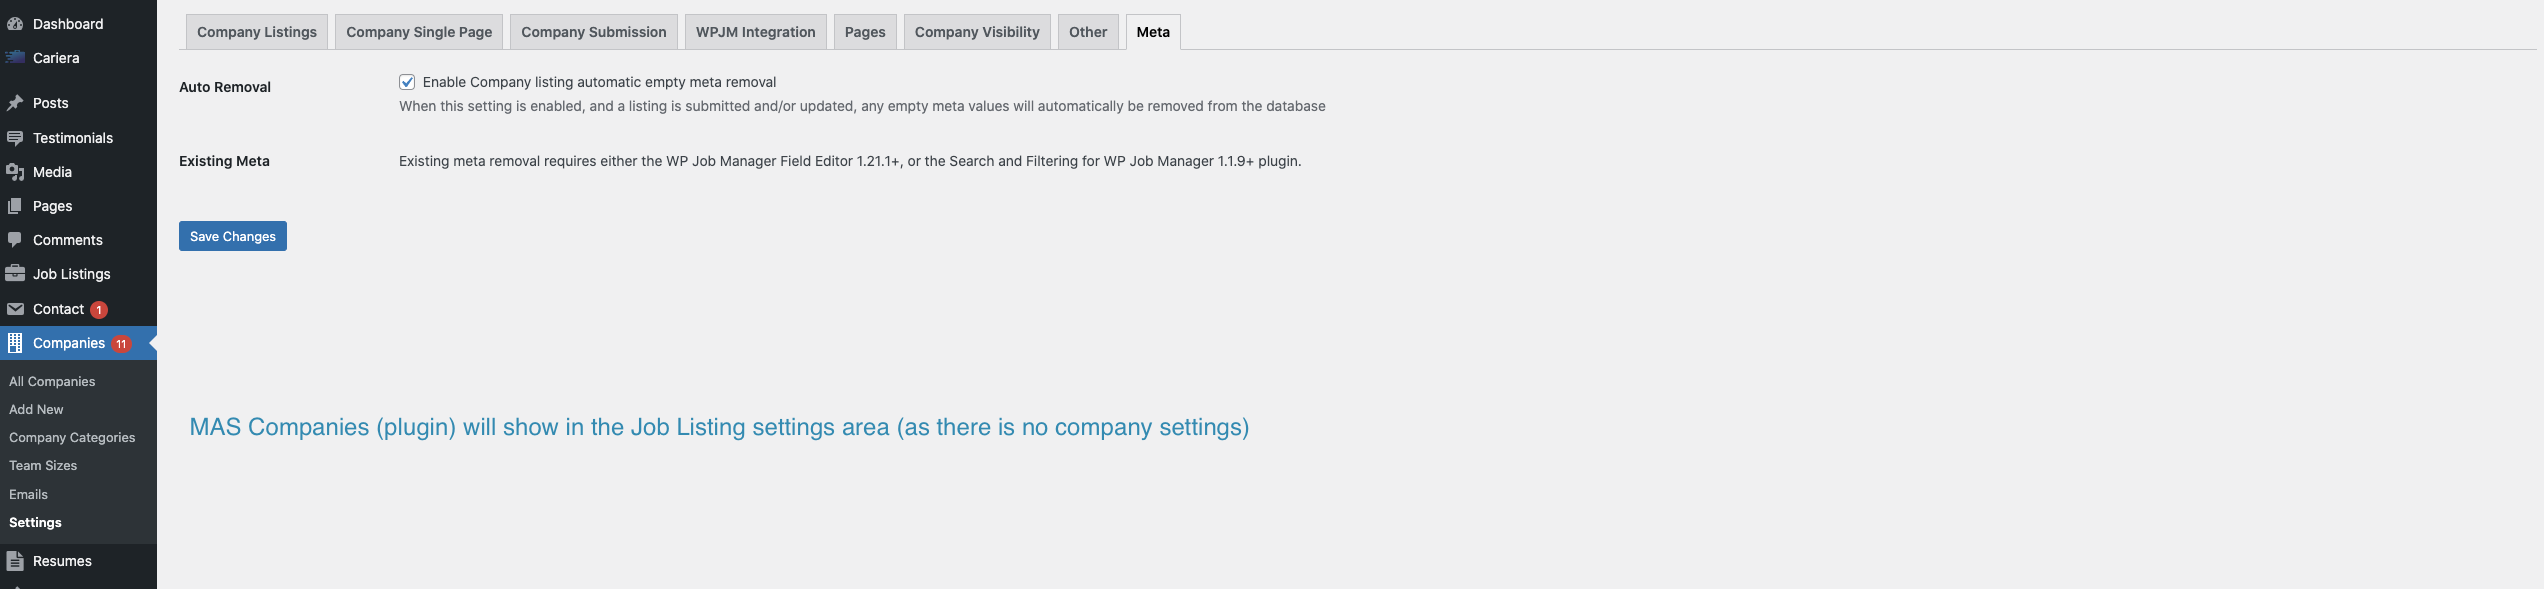 Dashboard
Cariera
Posts
Testimonials
Media
Pages
Comments
Job Listings
Contact 1
Companies 11
All Companies
Add New
Company Categories
Team Sizes
Emails
Settings
Resumes
Company Listings
Company Single Page
Company Submission
WPJM Integration
Pages
Company Visibility
Other
Meta
Auto Removal
Enable Company listing automatic empty meta removal
When this setting is enabled, and a listing is submitted and/or updated, any empty meta values will automatically be removed from the database
Existing Meta
Existing meta removal requires either the WP Job Manager Field Editor 1.21.1+, or the Search and Filtering for WP Job Manager 1.1.9+ plugin.
Save Changes
MAS Companies (plugin) will show in the Job Listing settings area (as there is no company settings)